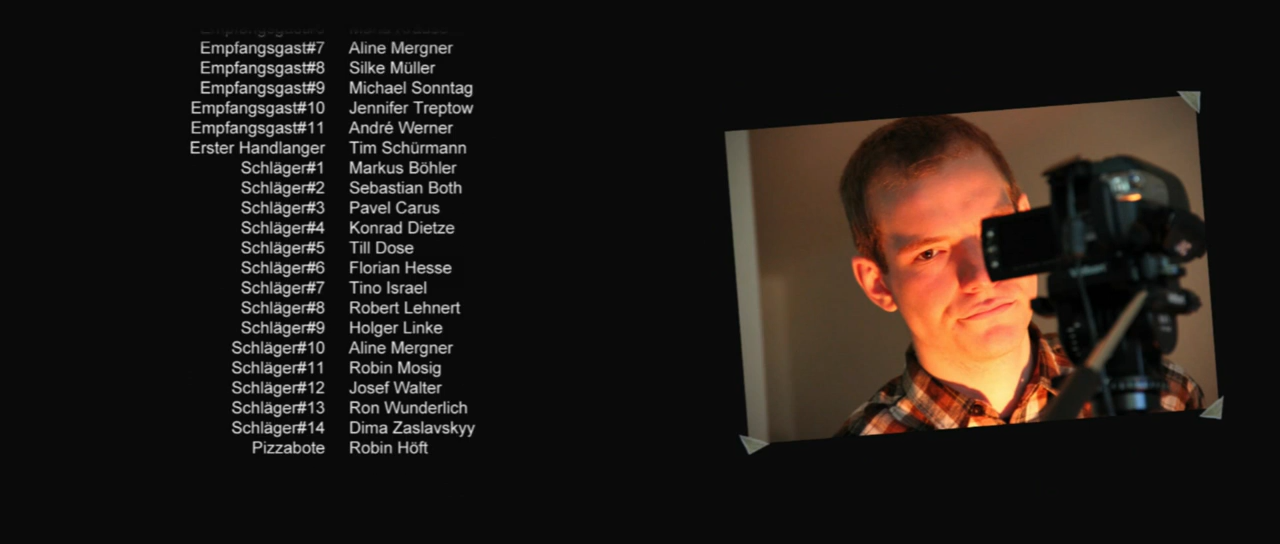 Empfangsgast#7 Aline Mergner
Empfangsgast#8 Silke Müller
Empfangsgast#9 Michael Sonntag
Empfangsgast#10 Jennifer Treptow
Empfangsgast#11 André Werner
Erster Handlanger Tim Schürmann
Schläger#1 Markus Böhler
Schläger#2 Sebastian Both
Schläger#3 Pavel Carus
Schläger#4 Konrad Dietze
Schläger#5 Till Dose
Schläger#6 Florian Hesse
Schläger#7 Tino Israel
Schläger#8 Robert Lehnert
Schläger#9 Holger Linke
Schläger#10 Aline Mergner
Schläger#11 Robin Mosig
Schläger#12 Josef Walter
Schläger#13 Ron Wunderlich
Schläger#14 Dima Zaslavskyy
Pizzabote Robin Höft